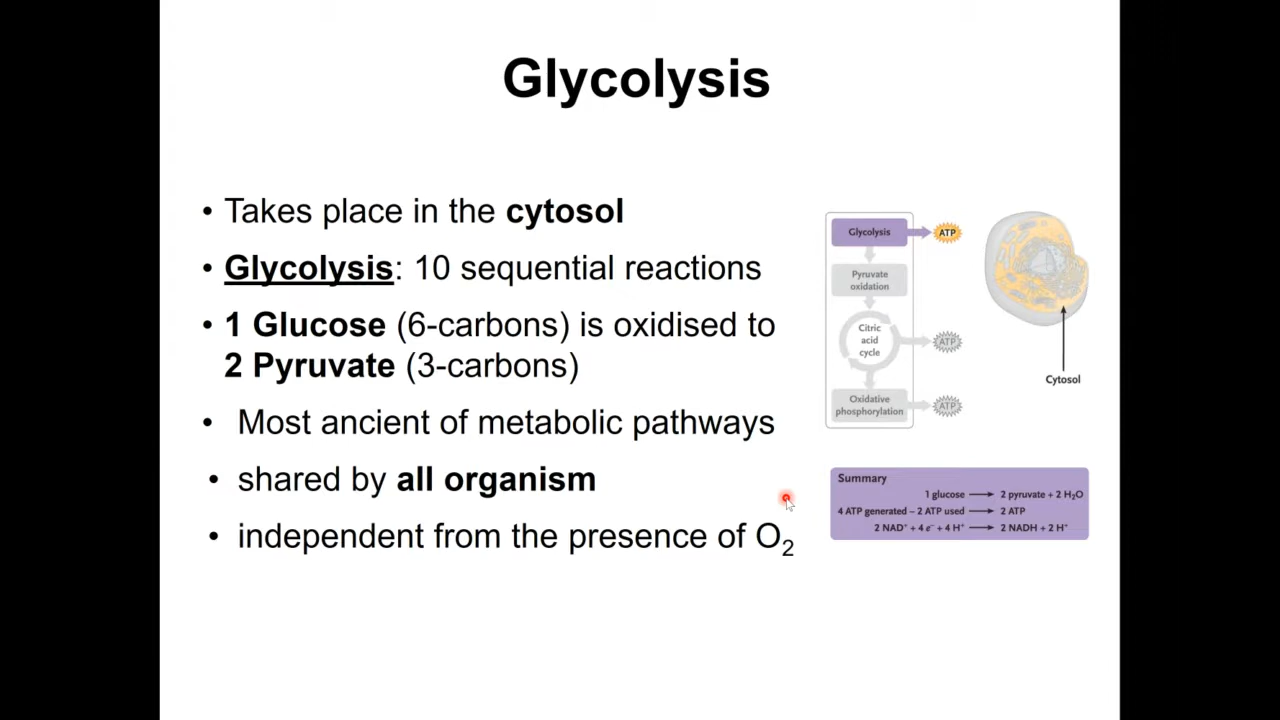 Glycolysis
• Takes place in the cytosol
• Glycolysis: 10 sequential reactions
• 1 Glucose (6-carbons) is oxidised to
2 Pyruvate (3-carbons)
• Most ancient of metabolic pathways
• shared by all organism
• independent from the presence of O₂
Glycolysis
ATP
Pyruvate
oxidation
Citric
acid
cycle
ATP
Oxidative
phosphorylation
ATP
Cytosol
Summary
1 glucose ⟶ 2 pyruvate + 2 H₂O
4 ATP generated – 2 ATP used ⟶ 2 ATP
2 NAD⁺ + 4 e⁻ + 4 H⁺ ⟶ 2 NADH + 2 H⁺